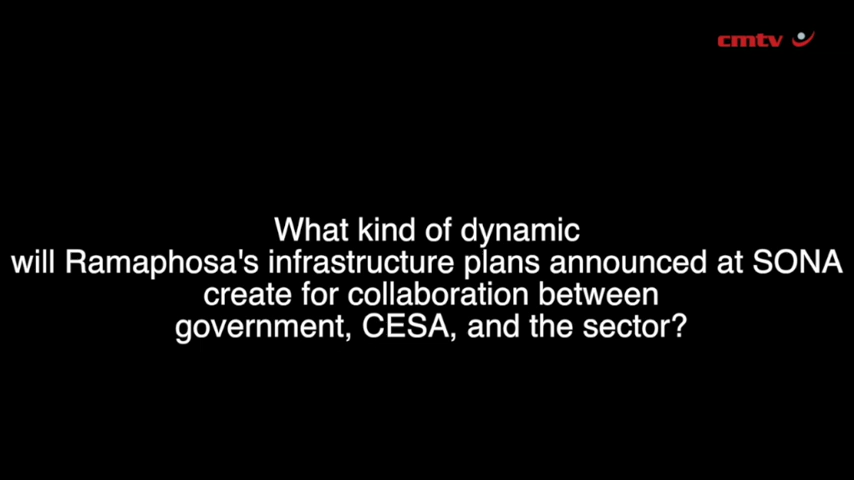 cmtv
What kind of dynamic
will Ramaphosa's infrastructure plans announced at SONA
create for collaboration between
government, CESA, and the sector?